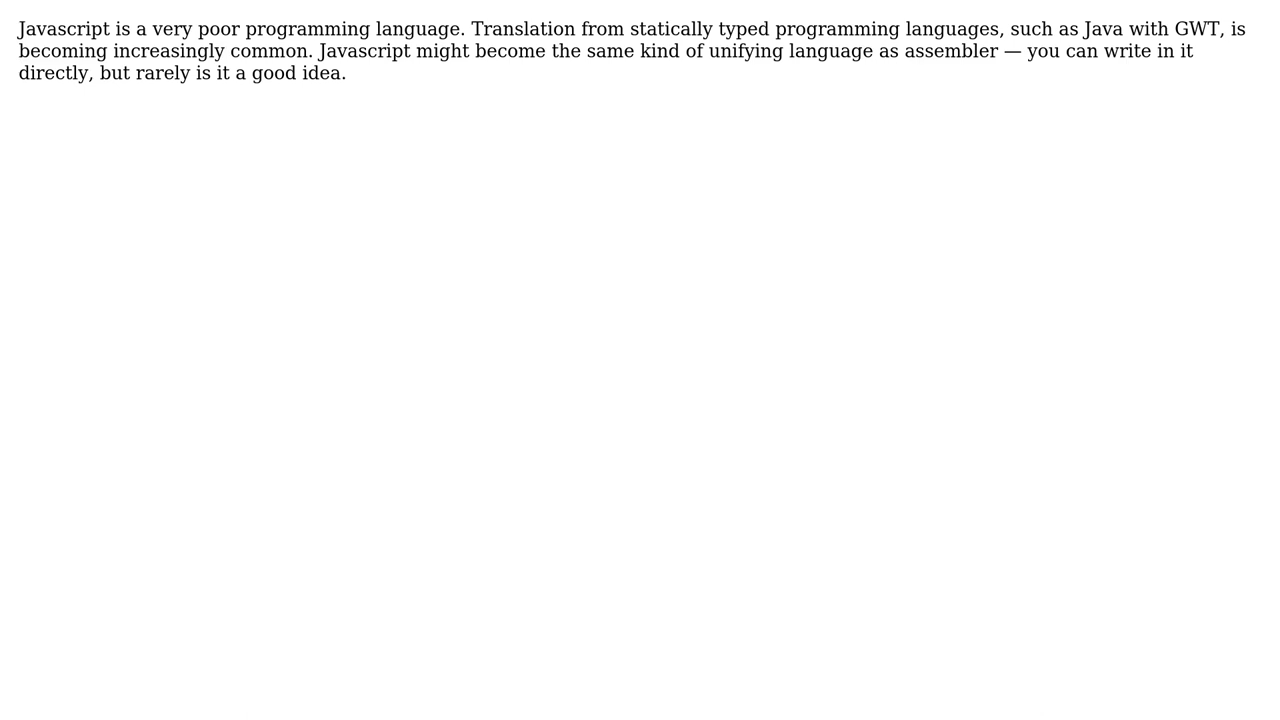 Javascript is a very poor programming language. Translation from statically typed programming languages, such as Java with GWT, is
becoming increasingly common. Javascript might become the same kind of unifying language as assembler — you can write in it
directly, but rarely is it a good idea.